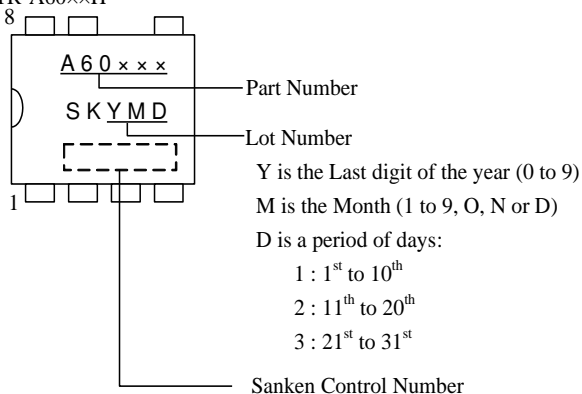 8
A60×××
Part Number
SKYMD
Lot Number
Y is the Last digit of the year (0 to 9)
M is the Month (1 to 9, O, N or D)
D is a period of days:
1
1 : 1st to 10th
2 : 11th to 20th
3 : 21st to 31st
Sanken Control Number